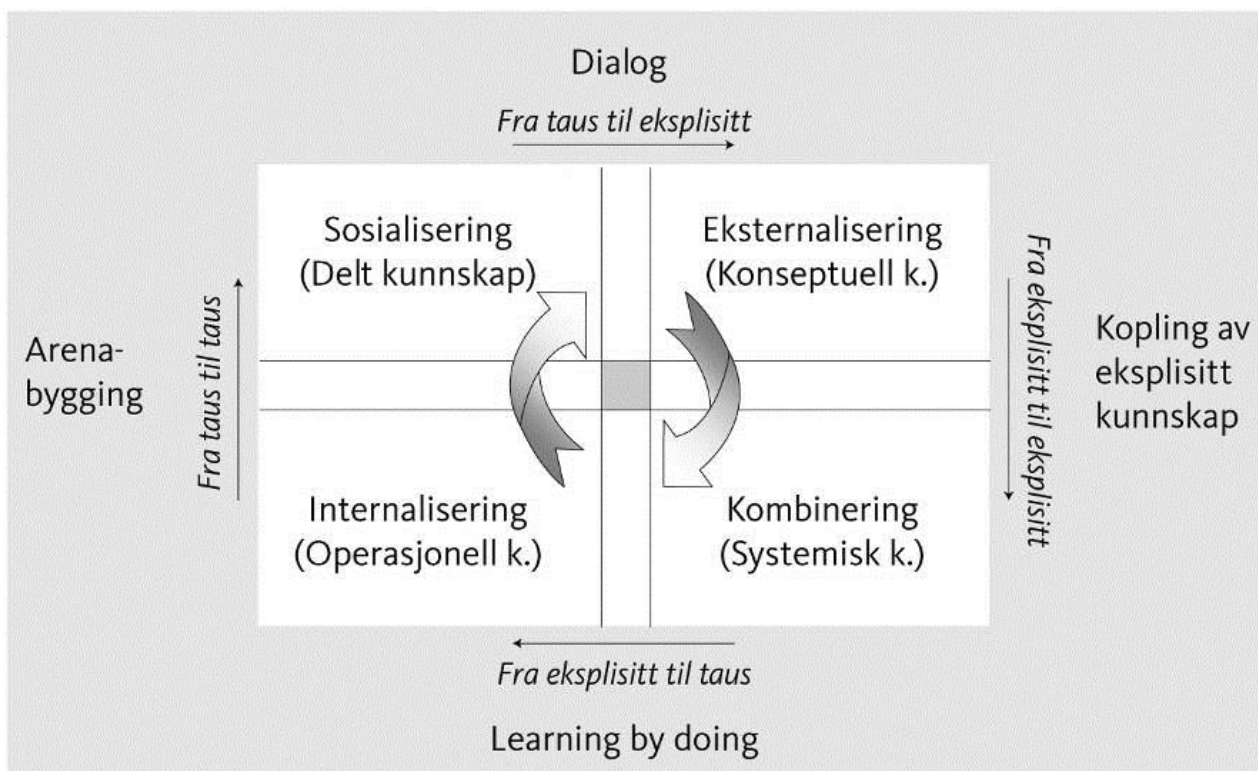 Dialog
Fra taus til eksplisitt
Sosialisering
(Delt kunnskap)
Eksternalisering
(Konseptuell k.)
Arena-
bygging
Fra taus til taus
Fra eksplisitt til eksplisitt
Kopling av
eksplisitt
kunnskap
Internalisering
(Operasjonell k.)
Kombinering
(Systemisk k.)
Fra eksplisitt til taus
Learning by doing